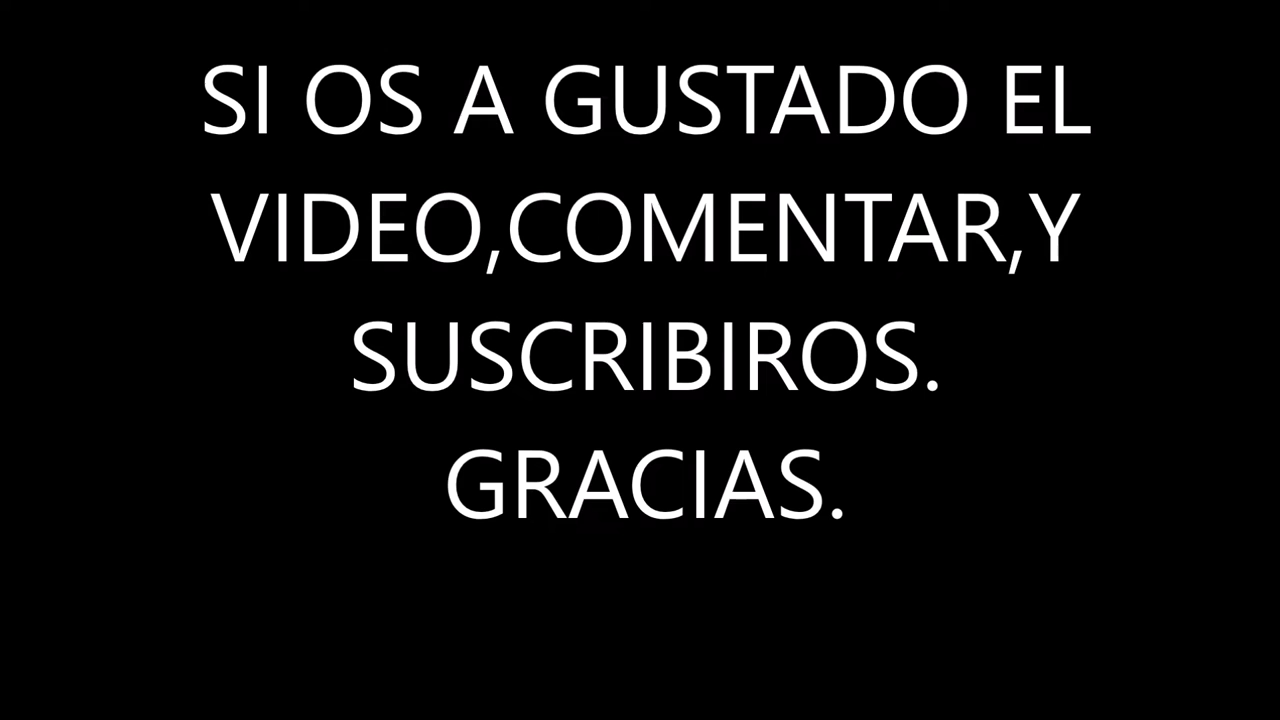 SI OS A GUSTADO EL
VIDEO,COMENTAR,Y
SUSCRIBIROS.
GRACIAS.